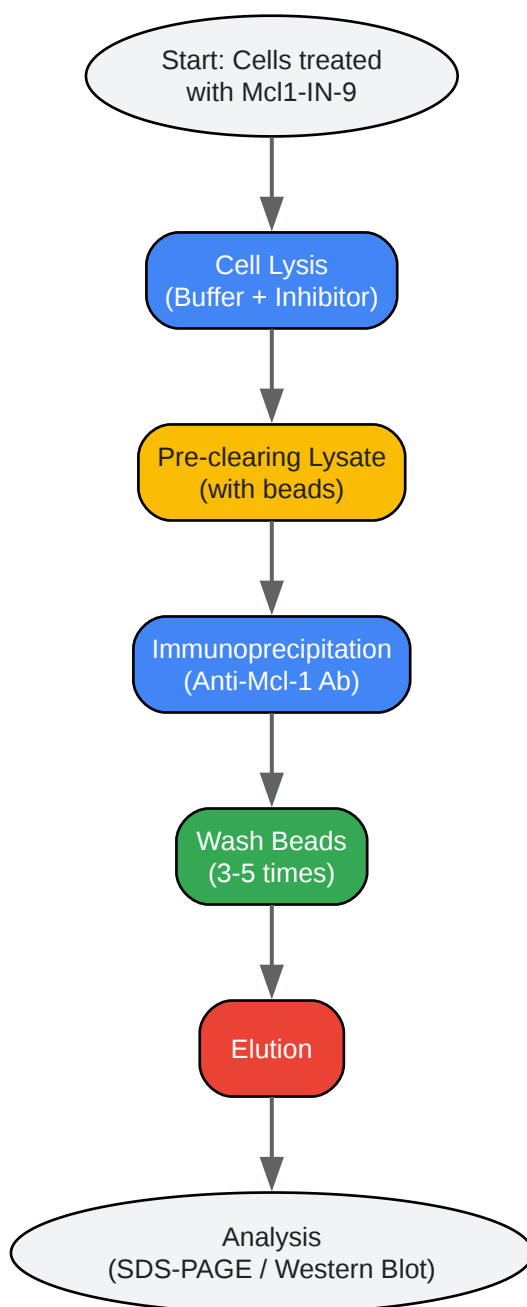 Start: Cells treated
with Mcl1-IN-9
Cell Lysis
(Buffer + Inhibitor)
Pre-clearing Lysate
(with beads)
Immunoprecipitation
(Anti-Mcl-1 Ab)
Wash Beads
(3-5 times)
Elution
Analysis
(SDS-PAGE / Western Blot)